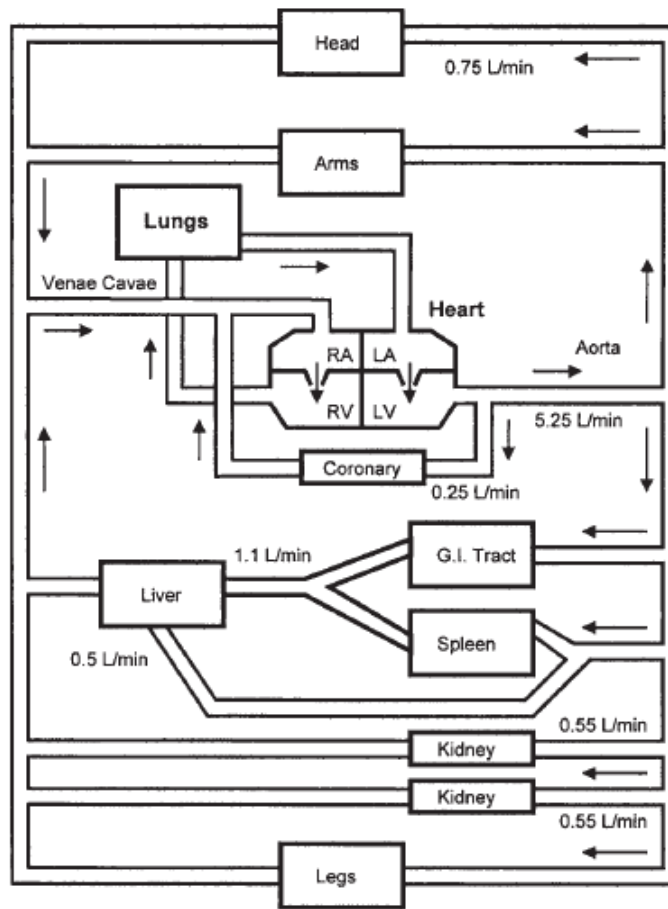 Head
0.75 L/min
Arms
Lungs
Venae Cavae
Heart
RA
LA
Aorta
RV
LV
5.25 L/min
Coronary
0.25 L/min
1.1 L/min
G.I. Tract
Liver
Spleen
0.5 L/min
0.55 L/min
Kidney
Kidney
0.55 L/min
Legs